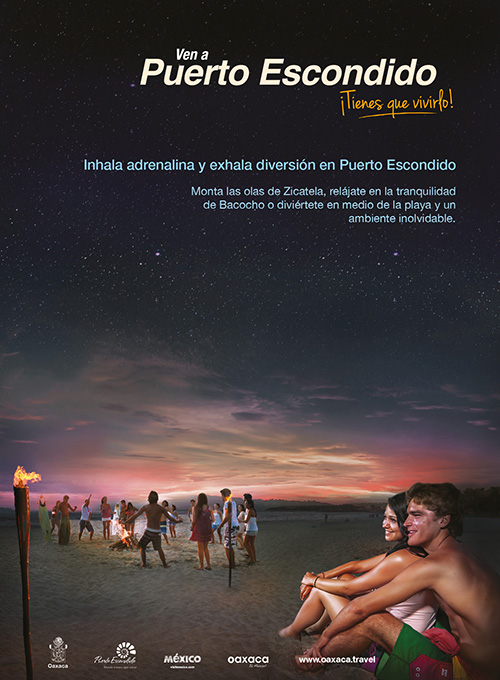 Ven a
Puerto Escondido
¡Tienes que vivirlo!
Inhala adrenalina y exhala diversión en Puerto Escondido
Monta las olas de Zicatela, relájate en la tranquilidad
de Bacocho o diviértete en medio de la playa y un
ambiente inolvidable.
Oaxaca
Puerto Escondido
MÉXICO
visitmexico.com
oaxaca
www.oaxaca.travel